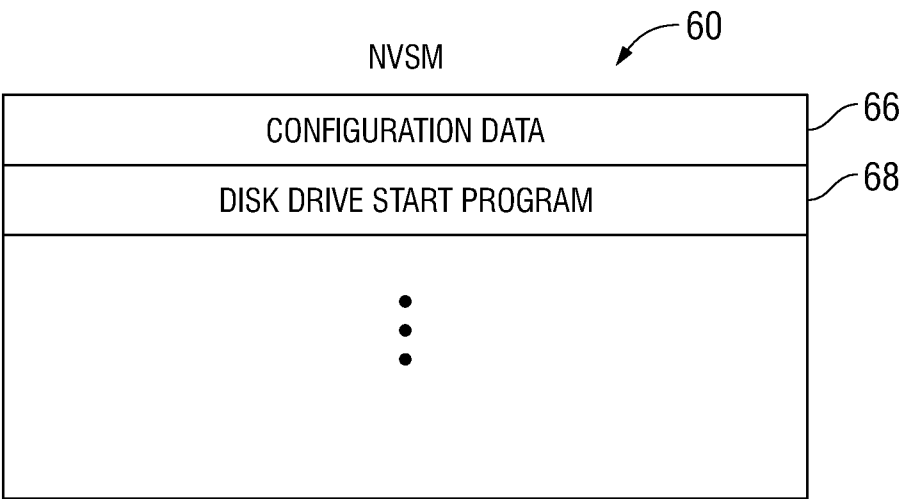 60
NVSM
CONFIGURATION DATA
66
DISK DRIVE START PROGRAM
68